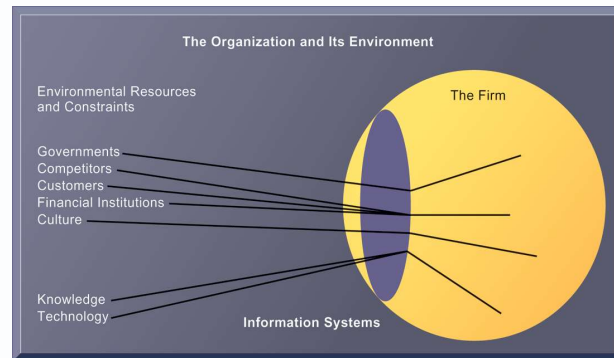 The Organization and Its Environment
Environmental Resources
and Constraints
The Firm
Governments
Competitors
Customers
Financial Institutions
Culture
Knowledge
Technology
Information Systems